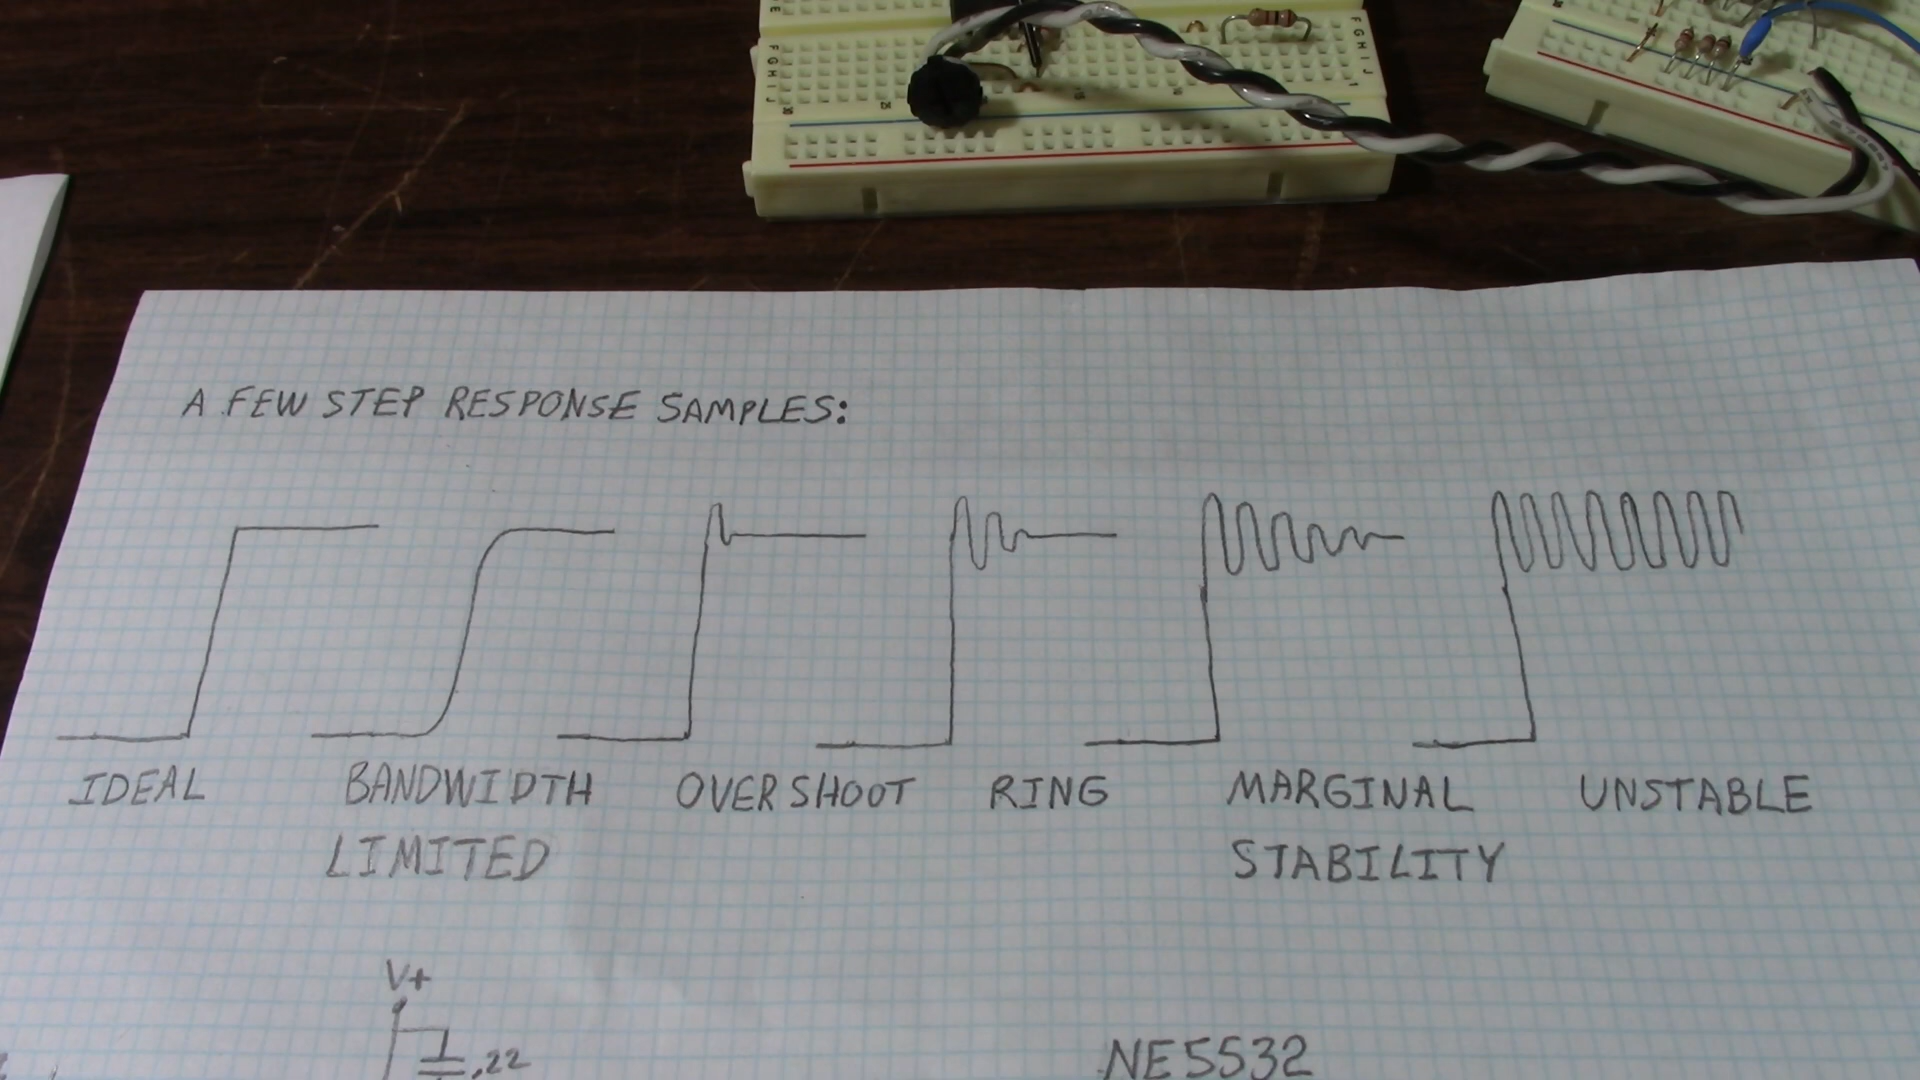 A FEW STEP RESPONSE SAMPLES:
IDEAL
BANDWIDTH
LIMITED
OVERSHOOT
RING
MARGINAL
STABILITY
UNSTABLE
V+
.22
NE5532